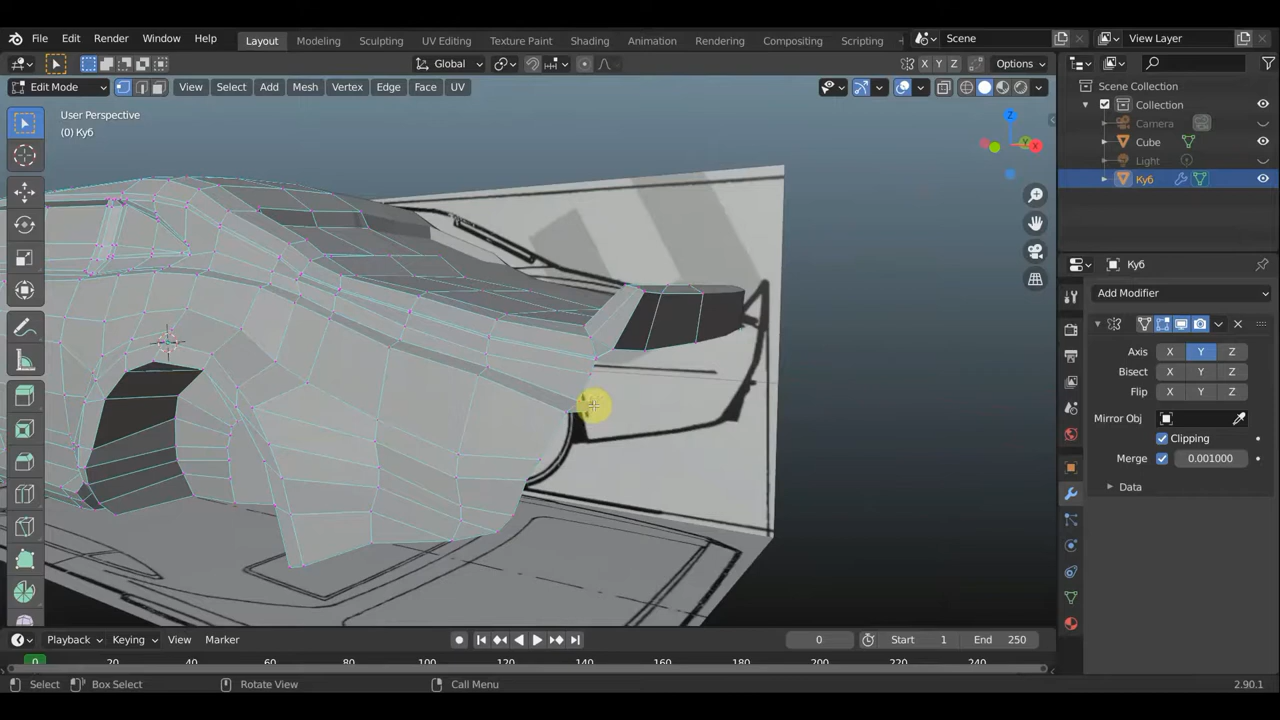 File Edit Render Window Help
Layout Modeling Sculpting UV Editing Texture Paint Shading Animation Rendering Compositing Scripting +
Scene
View Layer
Global
Options
Edit Mode
View Select Add Mesh Vertex Edge Face UV
User Perspective
(0) Куб
X Y Z
Z
X
Scene Collection
Collection
Camera
Cube
Light
Куб
Куб
Add Modifier
Axis X Y Z
Bisect X Y Z
Flip X Y Z
Mirror Obj
Clipping
Merge 0.001000
Data
Playback Keying View Marker
0 Start 1 End 250
0 20 40 60 80 100 120 140 160 180 200 220 240
Select Box Select Rotate View Call Menu 2.90.1